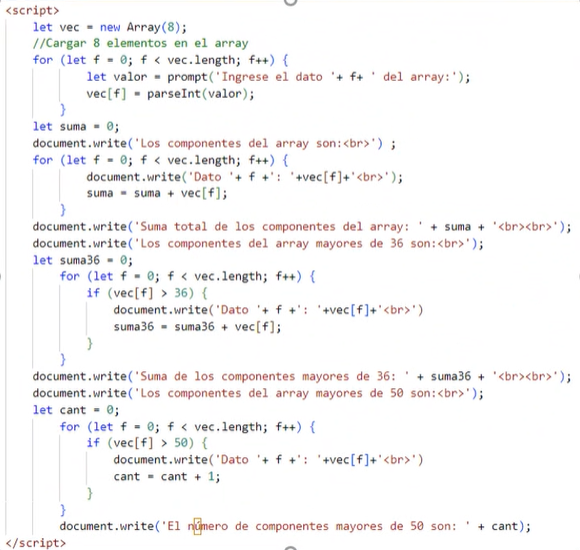 <script>
let vec = new Array(8);
//Cargar 8 elementos en el array
for (let f = 0; f < vec.length; f++) {
let valor = prompt('Ingrese el dato '+ f+ ' del array:');
vec[f] = parseInt(valor);
}
let suma = 0;
document.write('Los componentes del array son:<br>') ;
for (let f = 0; f < vec.length; f++) {
document.write('Dato '+ f +': '+vec[f]+'<br>');
suma = suma + vec[f];
}
document.write('Suma total de los componentes del array: ' + suma + '<br><br>');
document.write('Los componentes del array mayores de 36 son:<br>');
let suma36 = 0;
for (let f = 0; f < vec.length; f++) {
if (vec[f] > 36) {
document.write('Dato '+ f +': '+vec[f]+'<br>')
suma36 = suma36 + vec[f];
}
}
document.write('Suma de los componentes mayores de 36: ' + suma36 + '<br><br>');
document.write('Los componentes del array mayores de 50 son:<br>');
let cant = 0;
for (let f = 0; f < vec.length; f++) {
if (vec[f] > 50) {
document.write('Dato '+ f +': '+vec[f]+'<br>')
cant = cant + 1;
}
}
document.write('El número de componentes mayores de 50 son: ' + cant);
</script>